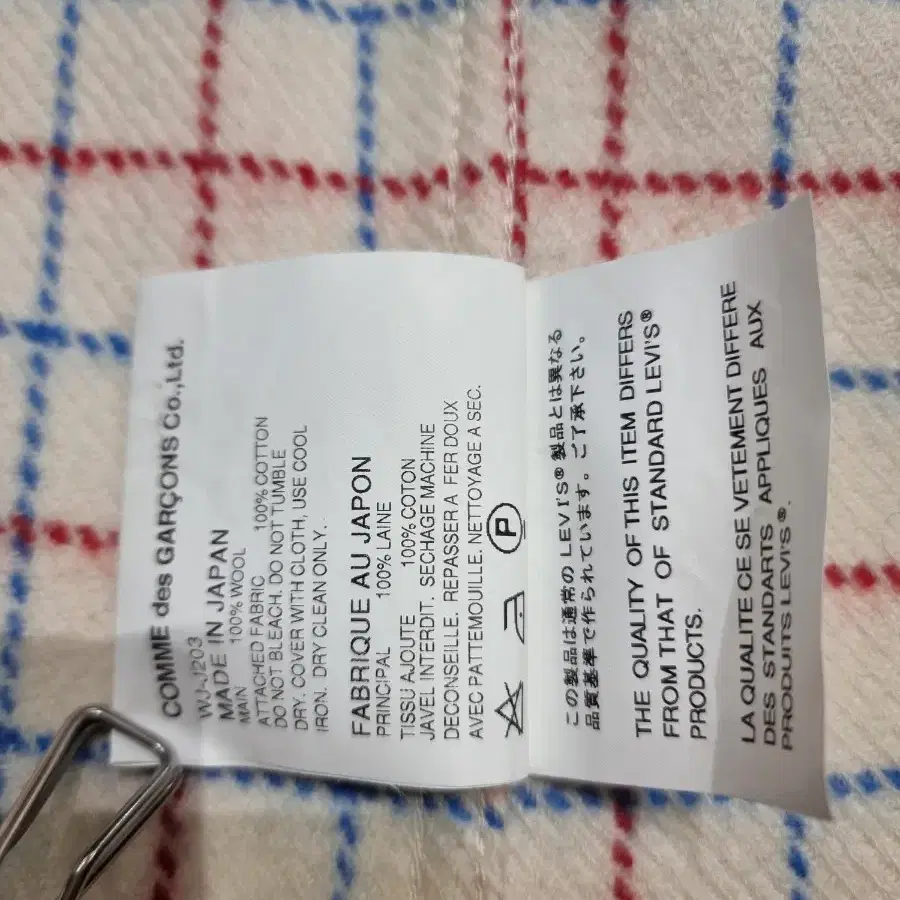 COMME des GARÇONS Co.,Ltd.
WJ-J203
MADE IN JAPAN
MAIN 100% WOOL
ATTACHED FABRIC 100% COTTON
DO NOT BLEACH. DO NOT TUMBLE
DRY. COVER WITH CLOTH, USE COOL
IRON. DRY CLEAN ONLY.
FABRIQUE AU JAPON
PRINCIPAL 100% LAINE
TISSU AJOUTE 100% COTON
JAVEL INTERDIT. SECHAGE MACHINE
DECONSEILLE. REPASSER A FER DOUX
AVEC PATTEMOUILLE. NETTOYAGE A SEC.
P
この製品は通常の LEVI'S® 製品とは異なる
品質基準で作られています。ご了承下さい。
THE QUALITY OF THIS ITEM DIFFERS
FROM THAT OF STANDARD LEVI'S®
PRODUCTS.
LA QUALITE CE SE VETEMENT DIFFERE
DES STANDARTS APPLIQUES AUX
PRODUITS LEVI'S®.